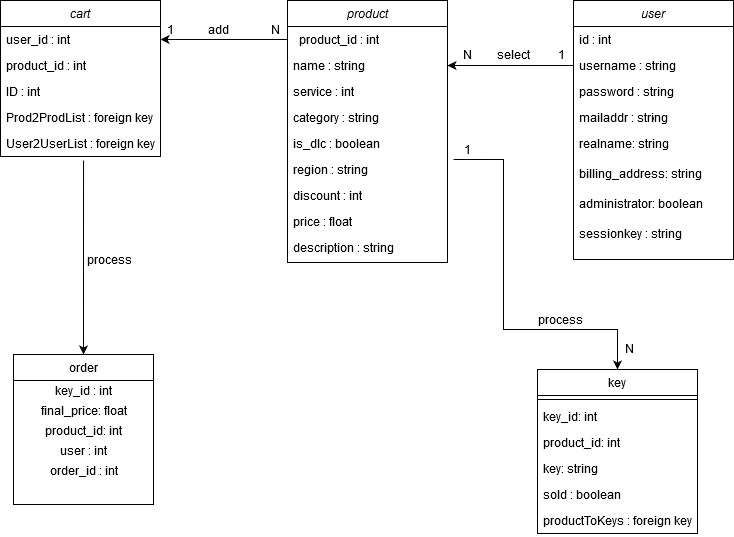 cart
user_id : int
product_id : int
ID : int
Prod2ProdList : foreign key
User2UserList : foreign key
1
add
N
product
product_id : int
name : string
service : int
category : string
is_dlc : boolean
region : string
discount : int
price : float
description : string
N
select
1
user
id : int
username : string
password : string
mailaddr : string
realname : string
billing_address: string
administrator: boolean
sessionkey : string
1
process
process
N
order
key_id : int
final_price: float
product_id: int
user : int
order_id : int
key
key_id: int
product_id: int
key: string
sold : boolean
productToKeys : foreign key